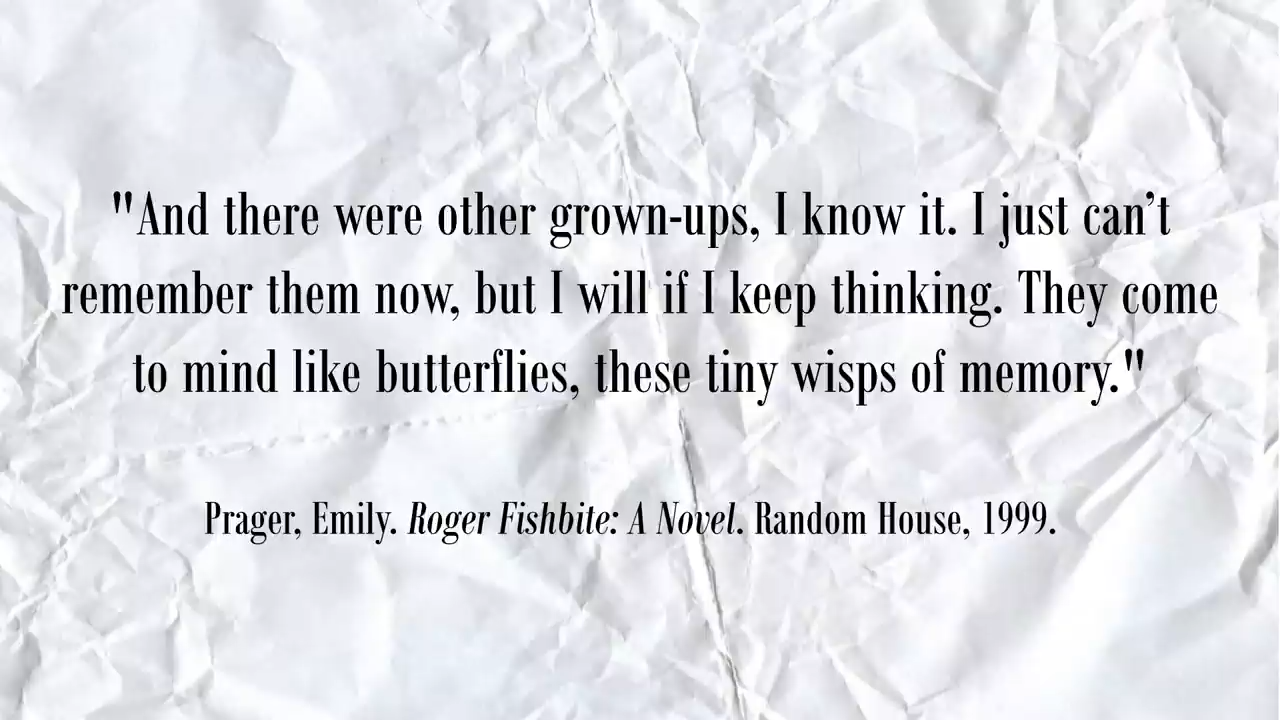 "And there were other grown-ups, I know it. I just can’t
remember them now, but I will if I keep thinking. They come
to mind like butterflies, these tiny wisps of memory."
Prager, Emily. Roger Fishbite: A Novel. Random House, 1999.